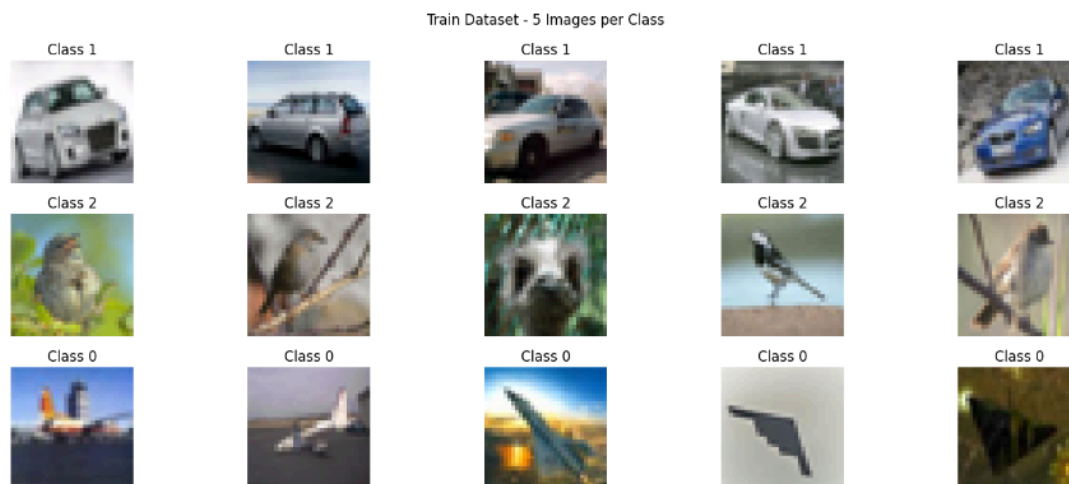 Train Dataset - 5 Images per Class
Class 1 Class 1 Class 1 Class 1 Class 1
Class 2 Class 2 Class 2 Class 2 Class 2
Class 0 Class 0 Class 0 Class 0 Class 0